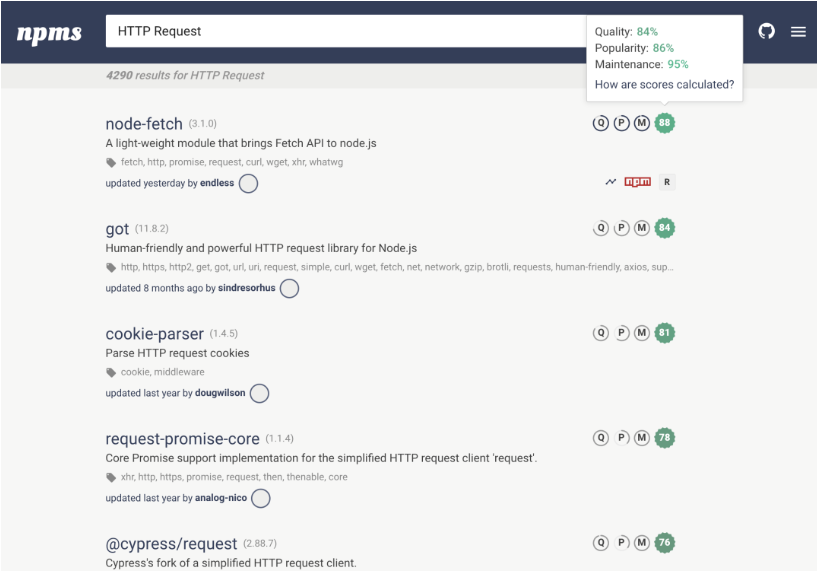 npms
HTTP Request
Quality: 84%
Popularity: 86%
Maintenance: 95%
How are scores calculated?
4290 results for HTTP Request
node-fetch (3.1.0)
Q P M 88
A light-weight module that brings Fetch API to node.js
fetch, http, promise, request, curl, wget, xhr, whatwg
updated yesterday by endless
npm R
got (11.8.2)
Q P M 84
Human-friendly and powerful HTTP request library for Node.js
http, https, http2, get, got, url, uri, request, simple, curl, wget, fetch, net, network, gzip, brotli, requests, human-friendly, axios, sup...
updated 8 months ago by sindresorhus
cookie-parser (1.4.5)
Q P M 81
Parse HTTP request cookies
cookie, middleware
updated last year by dougwilson
request-promise-core (1.1.4)
Q P M 78
Core Promise support implementation for the simplified HTTP request client 'request'.
xhr, http, https, promise, request, then, thenable, core
updated last year by analog-nico
@cypress/request (2.88.7)
Q P M 76
Cypress's fork of a simplified HTTP request client.